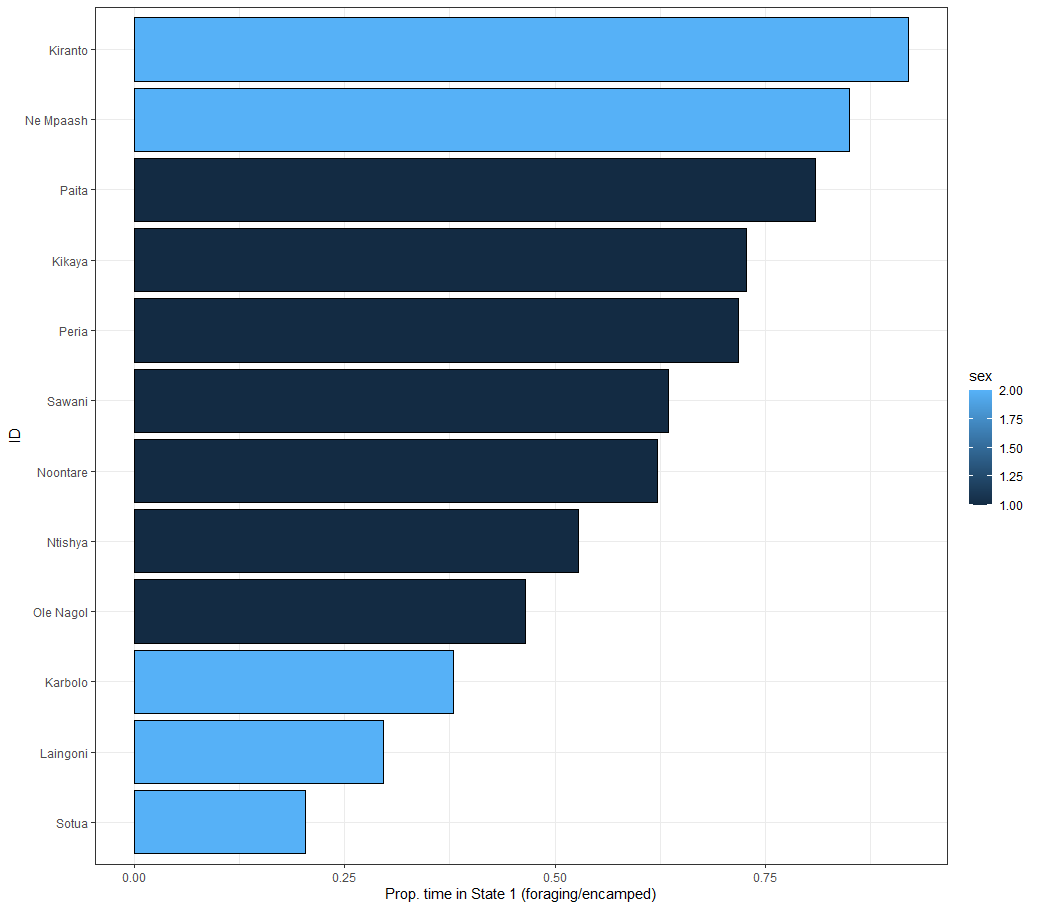 Kiranto
Ne Mpaash
Paita
Kikaya
Peria
Sawani
Noontare
Ntishya
Ole Nagol
Karbolo
Laingoni
Sotua
ID
0.00 0.25 0.50 0.75
Prop. time in State 1 (foraging/encamped)
sex
2.00
1.75
1.50
1.25
1.00